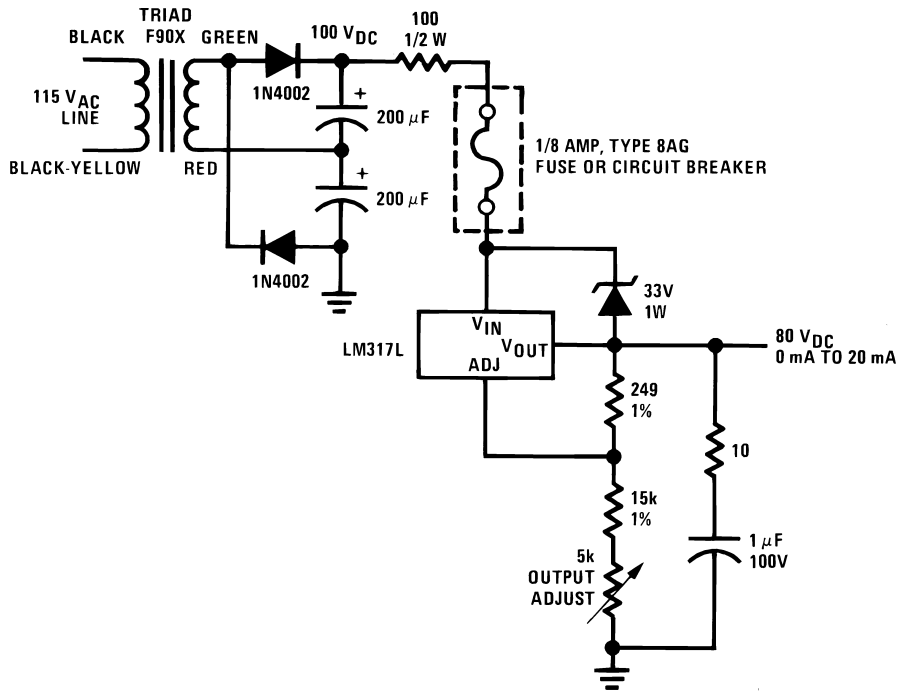 TRIAD
F90X
BLACK
GREEN
100 VDC
100
1/2 W
1N4002
115 VAC
LINE
+
200 μF
BLACK-YELLOW
RED
+
200 μF
1N4002
1/8 AMP, TYPE 8AG
FUSE OR CIRCUIT BREAKER
33V
1W
LM317L
VIN
VOUT
ADJ
80 VDC
0 mA TO 20 mA
249
1%
10
15k
1%
1 μF
100V
5k
OUTPUT
ADJUST